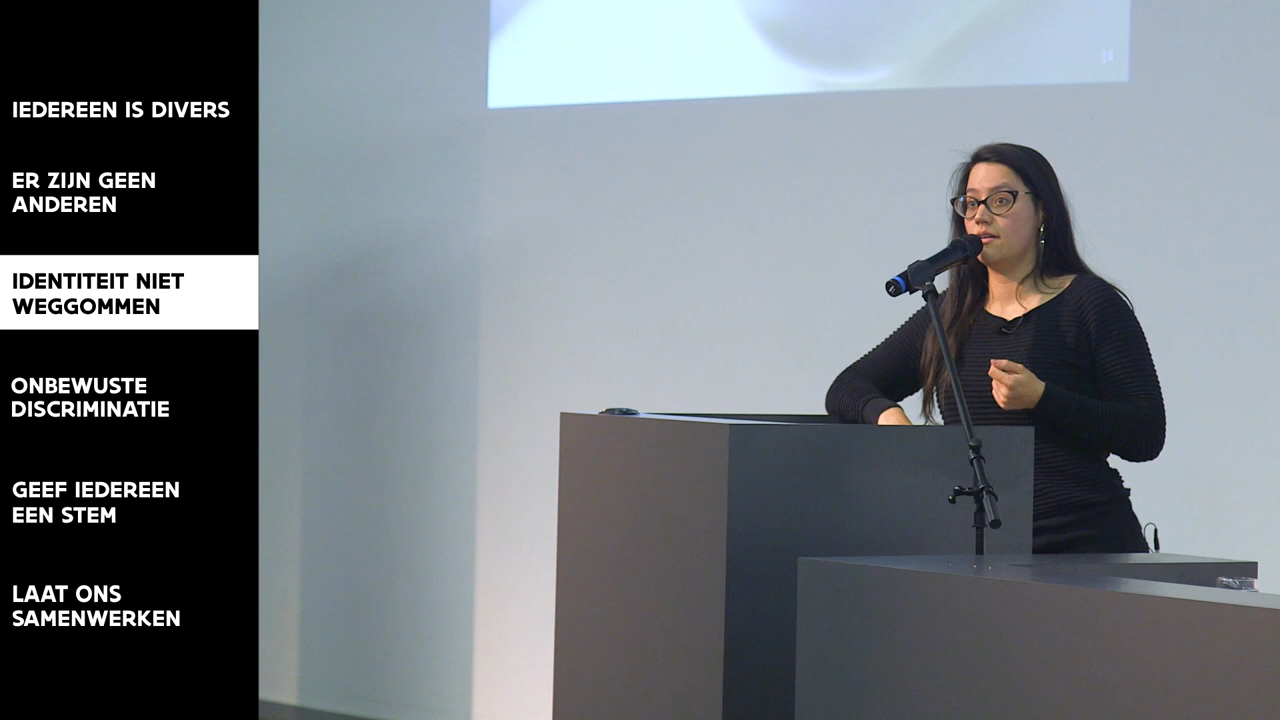 IEDEREEN IS DIVERS
ER ZIJN GEEN
ANDEREN
IDENTITEIT NIET
WEGGOMMEN
ONBEWUSTE
DISCRIMINATIE
GEEF IEDEREEN
EEN STEM
LAAT ONS
SAMENWERKEN
14